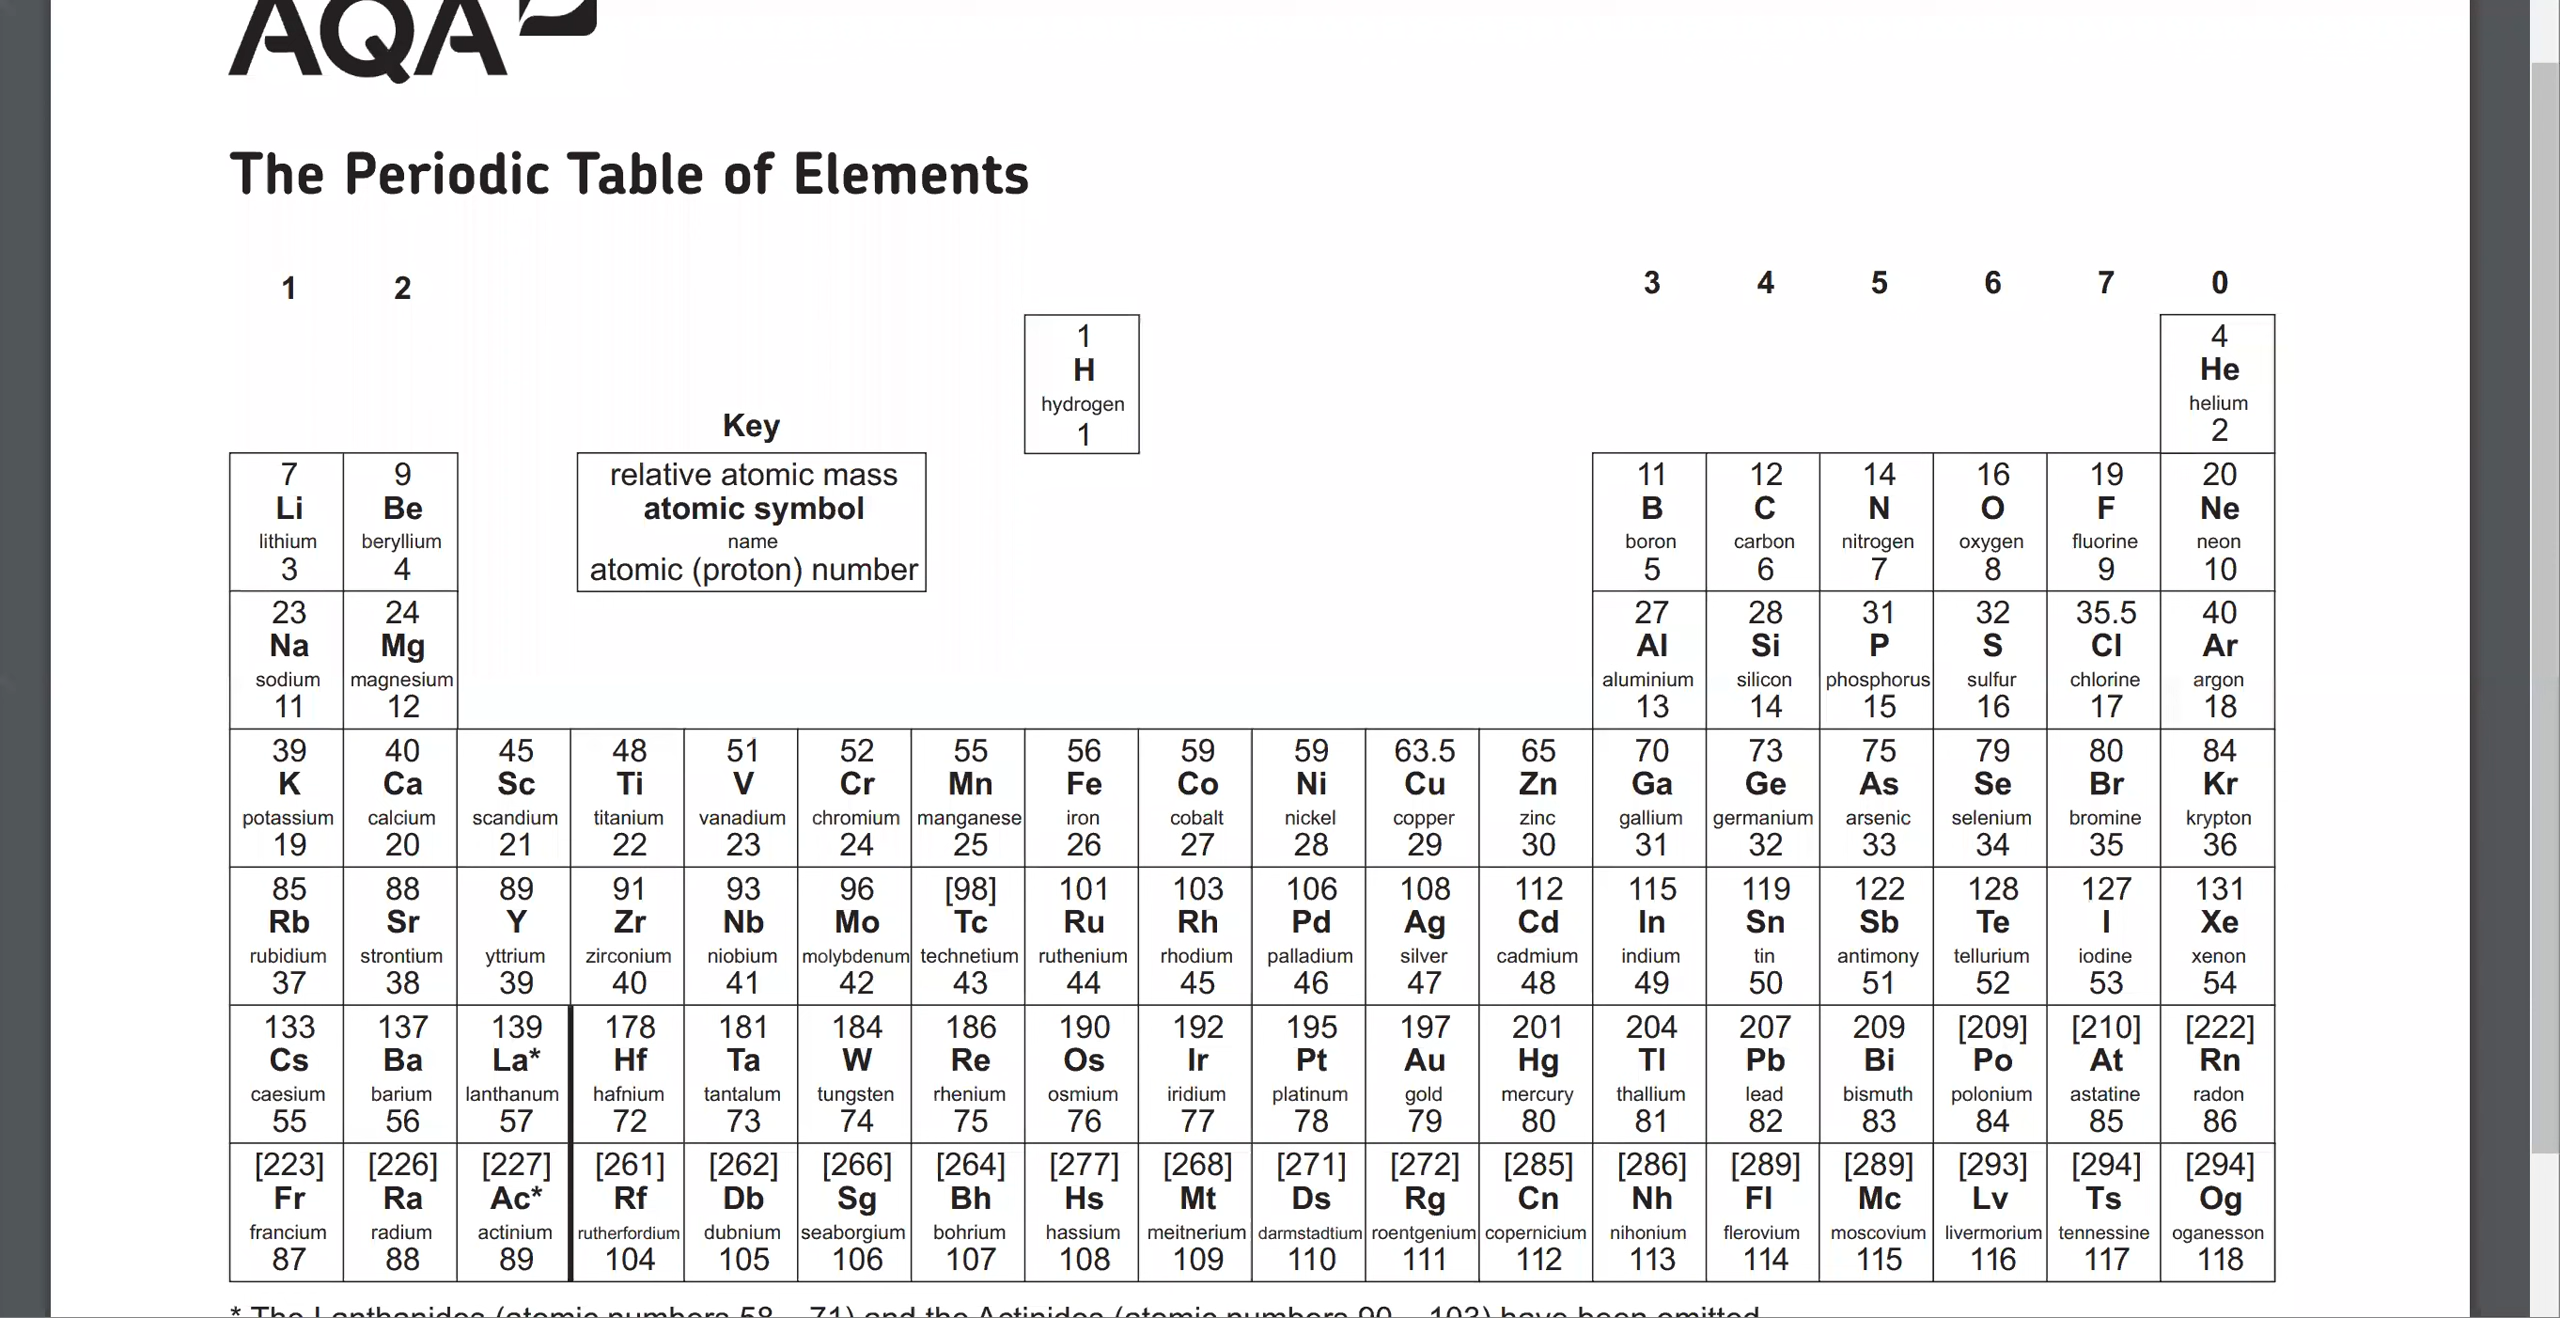 AQA
The Periodic Table of Elements
1 2 3 4 5 6 7 0
1 4
H He
hydrogen helium
1 2
Key
7 9 relative atomic mass 11 12 14 16 19 20
Li Be atomic symbol B C N O F Ne
lithium beryllium name boron carbon nitrogen oxygen fluorine neon
3 4 atomic (proton) number 5 6 7 8 9 10
23 24 27 28 31 32 35.5 40
Na Mg Al Si P S Cl Ar
sodium magnesium aluminium silicon phosphorus sulfur chlorine argon
11 12 13 14 15 16 17 18
39 40 45 48 51 52 55 56 59 59 63.5 65 70 73 75 79 80 84
K Ca Sc Ti V Cr Mn Fe Co Ni Cu Zn Ga Ge As Se Br Kr
potassium calcium scandium titanium vanadium chromium manganese iron cobalt nickel copper zinc gallium germanium arsenic selenium bromine krypton
19 20 21 22 23 24 25 26 27 28 29 30 31 32 33 34 35 36
85 88 89 91 93 96 [98] 101 103 106 108 112 115 119 122 128 127 131
Rb Sr Y Zr Nb Mo Tc Ru Rh Pd Ag Cd In Sn Sb Te I Xe
rubidium strontium yttrium zirconium niobium molybdenum technetium ruthenium rhodium palladium silver cadmium indium tin antimony tellurium iodine xenon
37 38 39 40 41 42 43 44 45 46 47 48 49 50 51 52 53 54
133 137 139 178 181 184 186 190 192 195 197 201 204 207 209 [209] [210] [222]
Cs Ba La* Hf Ta W Re Os Ir Pt Au Hg Tl Pb Bi Po At Rn
caesium barium lanthanum hafnium tantalum tungsten rhenium osmium iridium platinum gold mercury thallium lead bismuth polonium astatine radon
55 56 57 72 73 74 75 76 77 78 79 80 81 82 83 84 85 86
[223] [226] [227] [261] [262] [266] [264] [277] [268] [271] [272] [285] [286] [289] [289] [293] [294] [294]
Fr Ra Ac* Rf Db Sg Bh Hs Mt Ds Rg Cn Nh Fl Mc Lv Ts Og
francium radium actinium rutherfordium dubnium seaborgium bohrium hassium meitnerium darmstadtium roentgenium copernicium nihonium flerovium moscovium livermorium tennessine oganesson
87 88 89 104 105 106 107 108 109 110 111 112 113 114 115 116 117 118
* The Lanthanides (atomic numbers 58 – 71) and the Actinides (atomic numbers 90 – 103) have been omitted